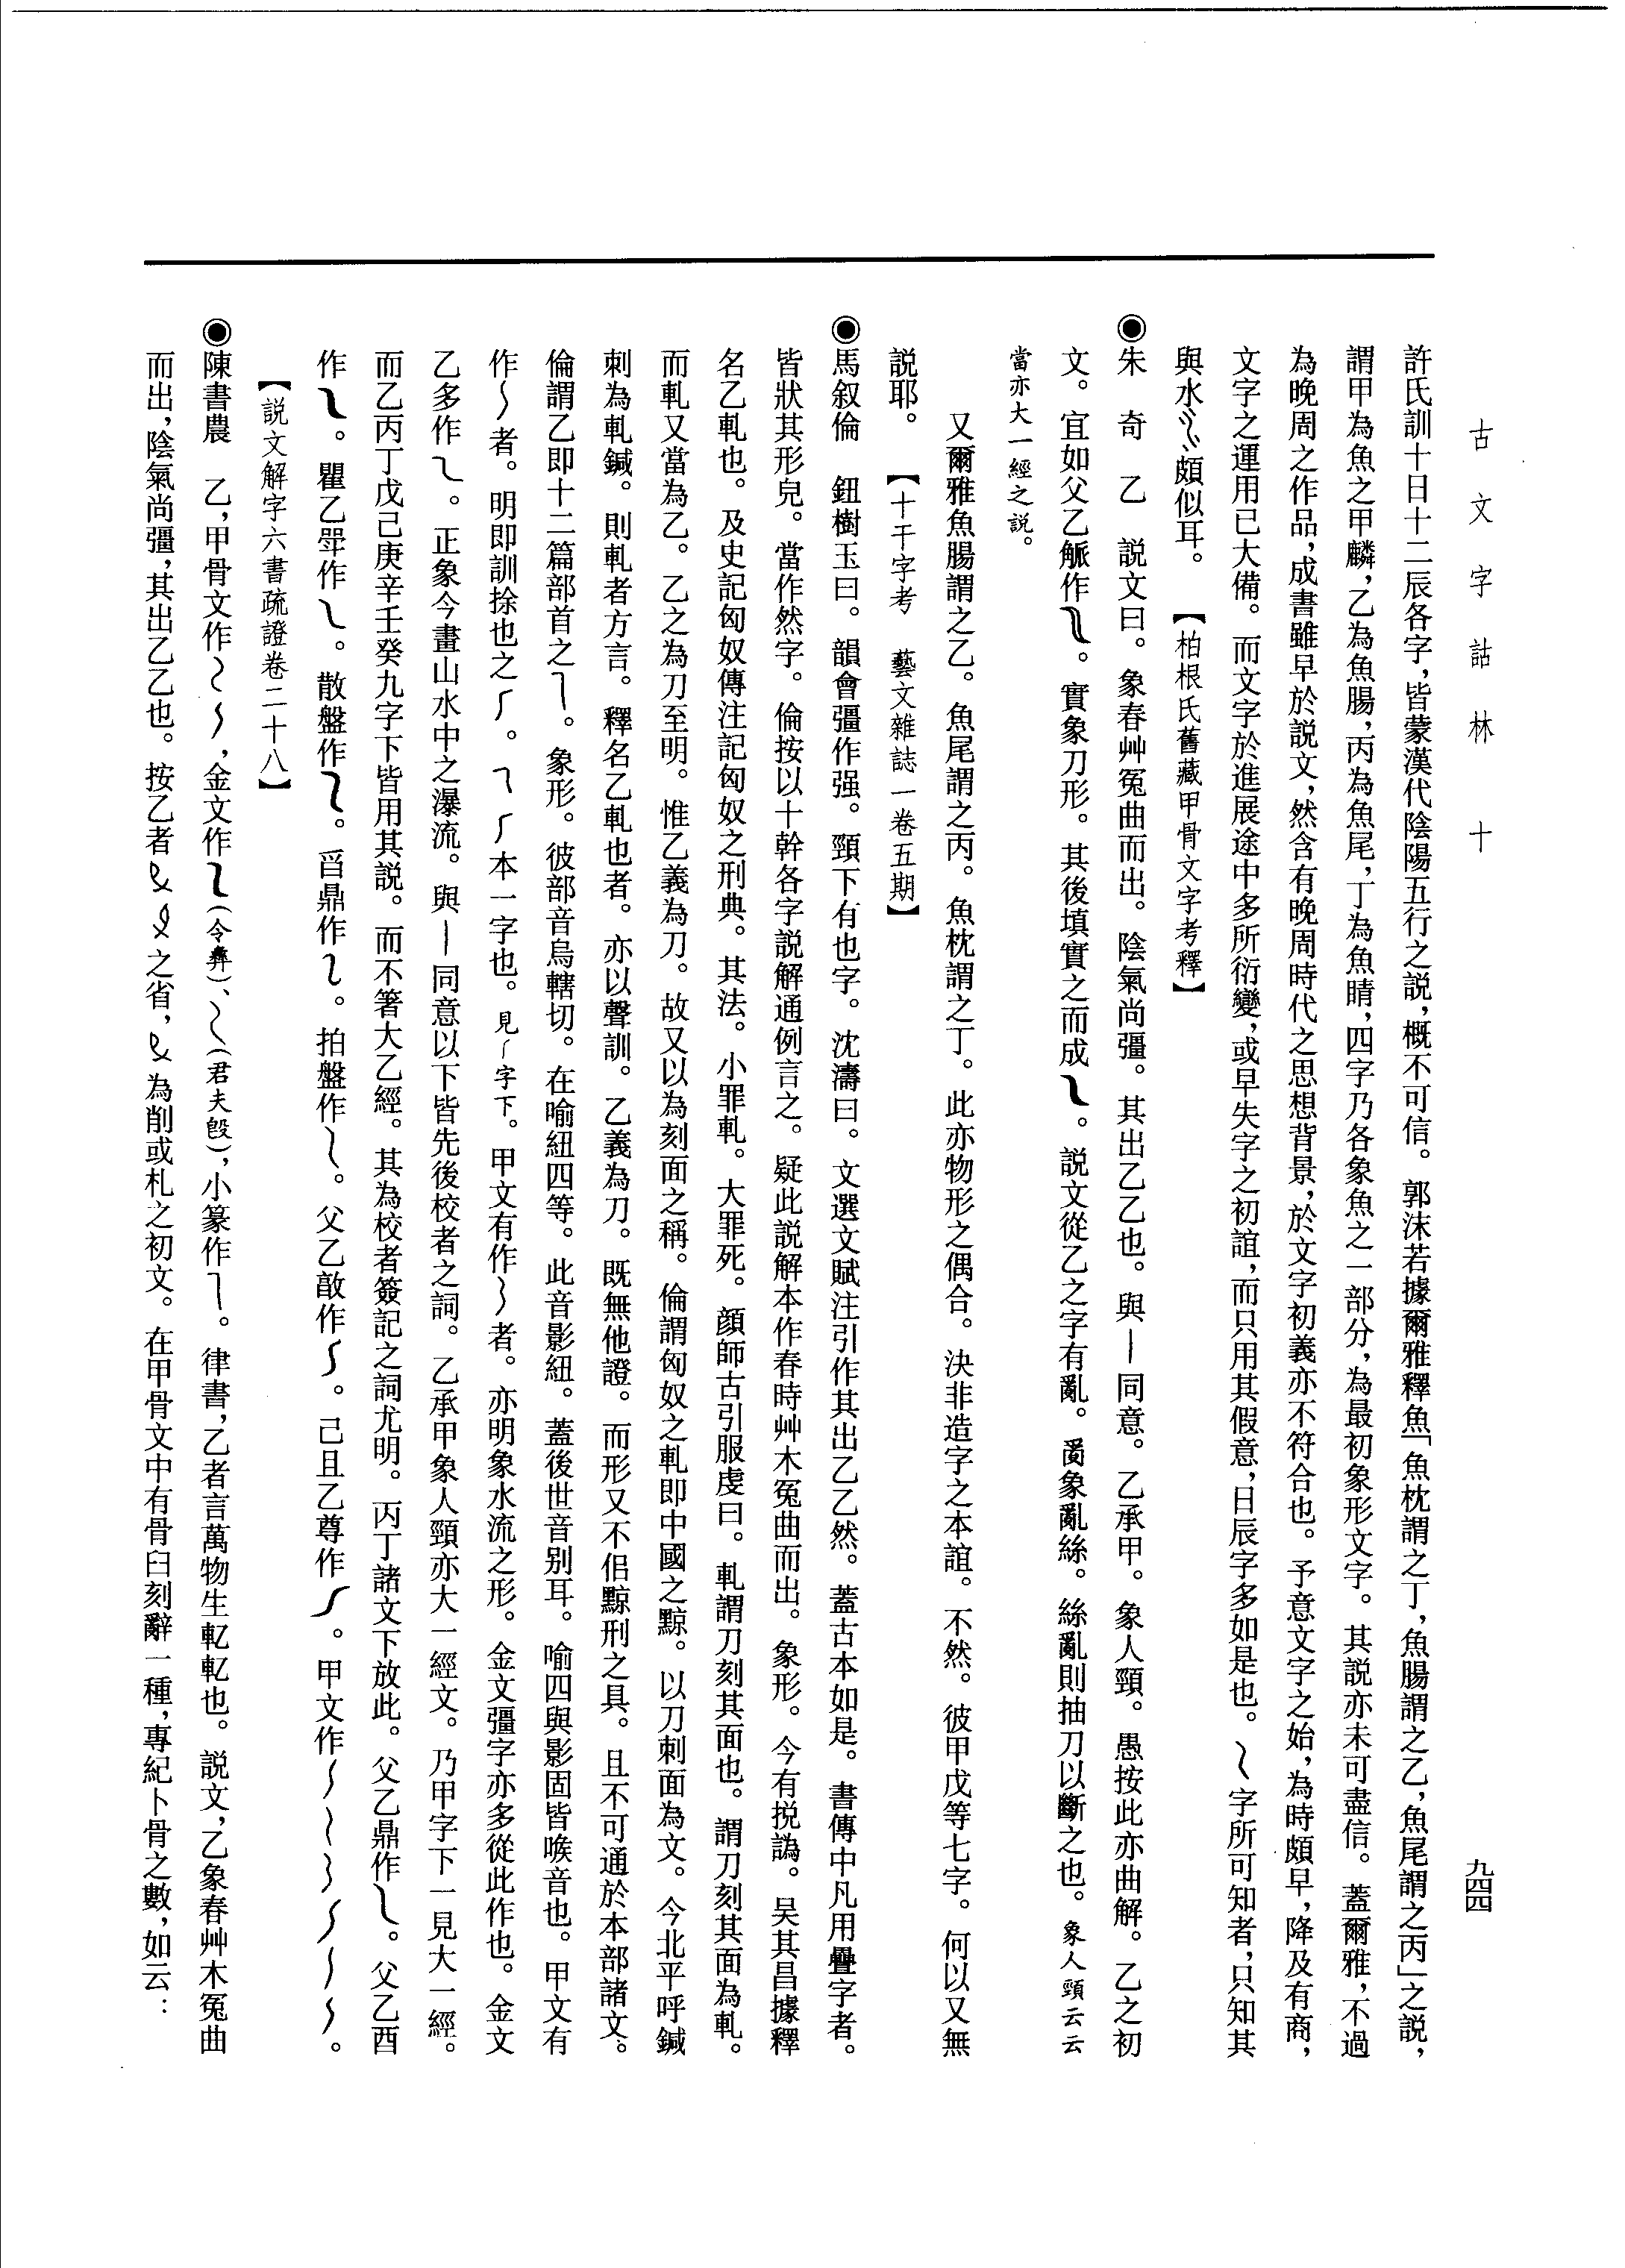 古文字詁林 十
九四四
許氏訓十日十二辰各字，皆蒙漢代陰陽五行之説，概不可信。郭沫若據爾雅釋魚「魚枕謂之丁，魚腸謂之乙，魚尾謂之丙」之説，
謂甲為魚之甲麟，乙為魚腸，丙為魚尾，丁為魚睛，四字乃各象魚之一部分，為最初象形文字。其説亦未可盡信。蓋爾雅，不過
為晚周之作品，成書雖早於説文，然含有晚周時代之思想背景，於文字初義亦不符合也。予意文字之始，為時頗早，降及有商，
文字之運用已大備。而文字於進展途中多所衍變，或早失字之初誼，而只用其假意，日辰字多如是也。字所可知者，只知其
與水頗似耳。【柏根氏舊藏甲骨文字考釋】
◉朱　奇　乙　説文曰。象春艸冤曲而出。陰氣尚彊。其出乙乙也。與丨同意。乙承甲。象人頸。愚按此亦曲解。乙之初
文。宜如父乙觚作。實象刀形。其後填實之而成。説文從乙之字有亂。𤔔象亂絲。絲亂則抽刀以斷之也。象人頸云云
當亦大一經之説。
又爾雅魚腸謂之乙。魚尾謂之丙。魚枕謂之丁。此亦物形之偶合。決非造字之本誼。不然。彼甲戊等七字。何以又無
説耶。【十干字考　藝文雜誌一卷五期】
◉馬叙倫　鈕樹玉曰。韻會彊作强。頸下有也字。沈濤曰。文選文賦注引作其出乙乙然。蓋古本如是。書傳中凡用疊字者。
皆狀其形皃。當作然字。倫按以十幹各字説解通例言之。疑此説解本作春時艸木冤曲而出。象形。今有捝譌。吴其昌據釋
名乙軋也。及史記匈奴傳注記匈奴之刑典。其法。小罪軋。大罪死。顔師古引服虔曰。軋謂刀刻其面也。謂刀刻其面為軋。
而軋又當為乙。乙之為刀至明。惟乙義為刀。故又以為刻面之稱。倫謂匈奴之軋即中國之黥。以刀刺面為文。今北平呼鍼
刺為軋鍼。則軋者方言。釋名乙軋也者。亦以聲訓。乙義為刀。既無他證。而形又不佀黥刑之具。且不可通於本部諸文。
倫謂乙即十二篇部首之。象形。彼部音烏轄切。在喻紐四等。此音影紐。蓋後世音别耳。喻四與影固皆喉音也。甲文有
作者。明即訓捈也之。本一字也。見字下。甲文有作者。亦明象水流之形。金文彊字亦多從此作也。金文
乙多作。正象今畫山水中之瀑流。與丨同意以下皆先後校者之詞。乙承甲象人頸亦大一經文。乃甲字下一見大一經。
而乙丙丁戊己庚辛壬癸九字下皆用其説。而不箸大乙經。其為校者簽記之詞尤明。丙丁諸文下放此。父乙鼎作。父乙酉
作。瞿乙斝作。散盤作。舀鼎作。拍盤作。父乙㪣作。己且乙尊作。甲文作。
【説文解字六書疏證卷二十八】
◉陳書農　乙，甲骨文作，金文作（令彝）、（君夫𣪘），小篆作。律書，乙者言萬物生軋軋也。説文，乙象春艸木冤曲
而出，陰氣尚彊，其出乙乙也。按乙者之省，為削或札之初文。在甲骨文中有骨臼刻辭一種，專紀卜骨之數，如云：